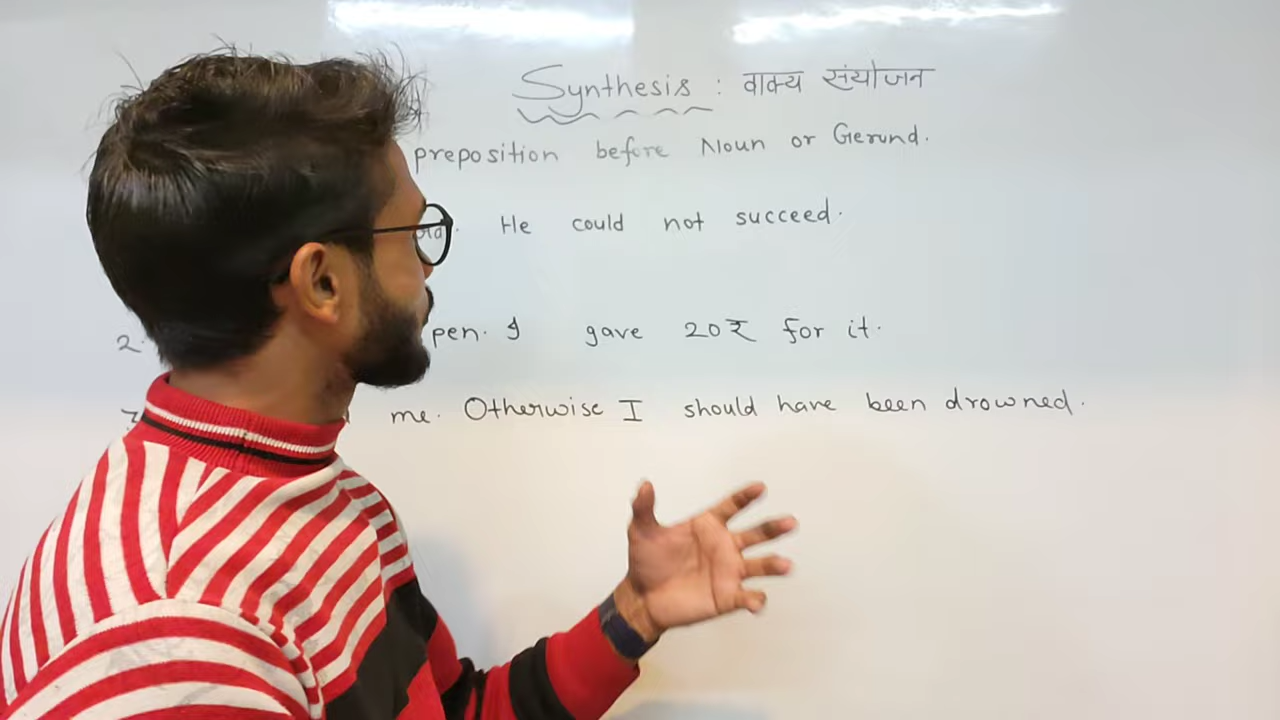 Synthesis : वाक्य संयोजन
preposition before Noun or Gerund.
He could not succeed.
2. pen. I gave 20₹ for it.
me. Otherwise I should have been drowned.